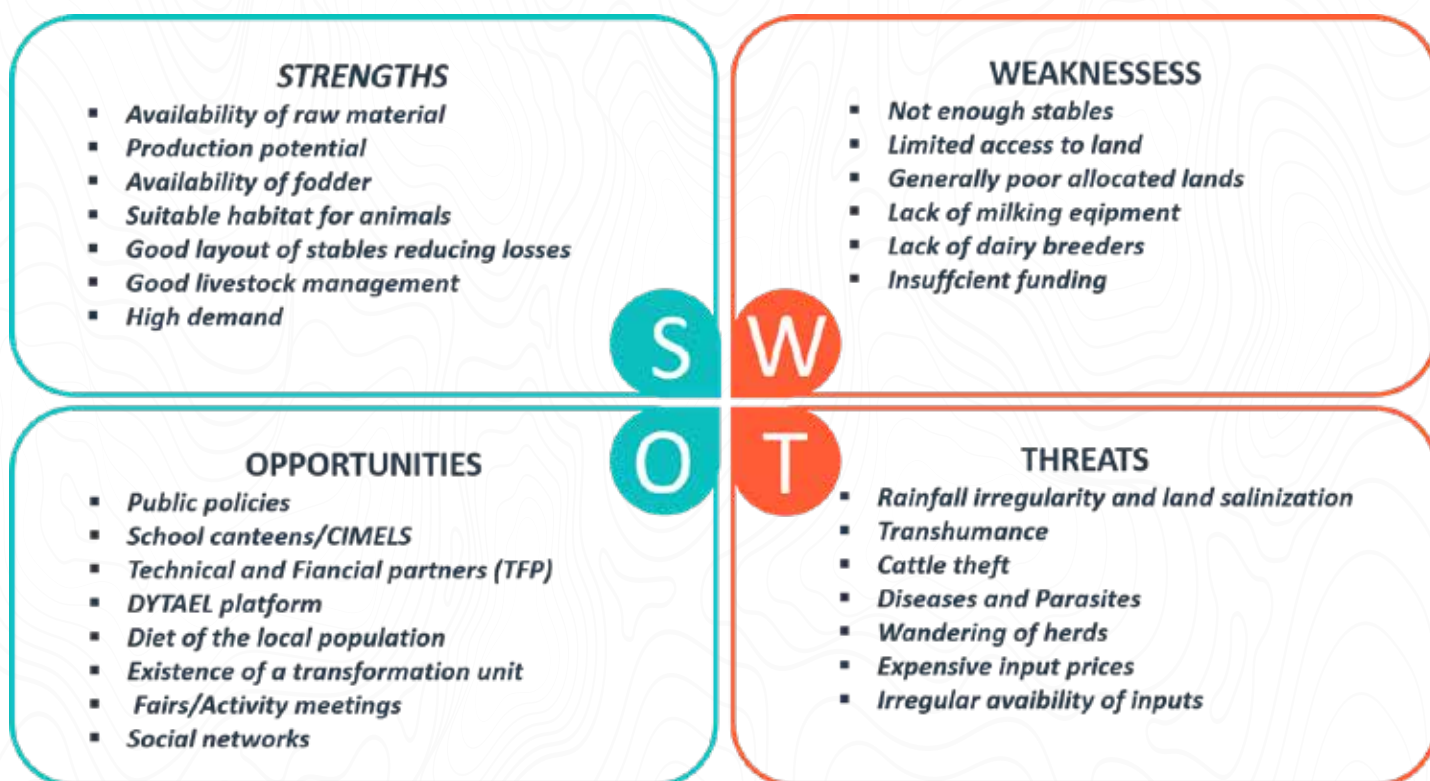 STRENGTHS
▪ Availability of raw material
▪ Production potential
▪ Availability of fodder
▪ Suitable habitat for animals
▪ Good layout of stables reducing losses
▪ Good livestock management
▪ High demand
WEAKNESSESS
▪ Not enough stables
▪ Limited access to land
▪ Generally poor allocated lands
▪ Lack of milking eqipment
▪ Lack of dairy breeders
▪ Insuffcient funding
S
W
O
T
OPPORTUNITIES
▪ Public policies
▪ School canteens/CIMELS
▪ Technical and Fiancial partners (TFP)
▪ DYTAEL platform
▪ Diet of the local population
▪ Existence of a transformation unit
▪ Fairs/Activity meetings
▪ Social networks
THREATS
▪ Rainfall irregularity and land salinization
▪ Transhumance
▪ Cattle theft
▪ Diseases and Parasites
▪ Wandering of herds
▪ Expensive input prices
▪ Irregular avaibility of inputs